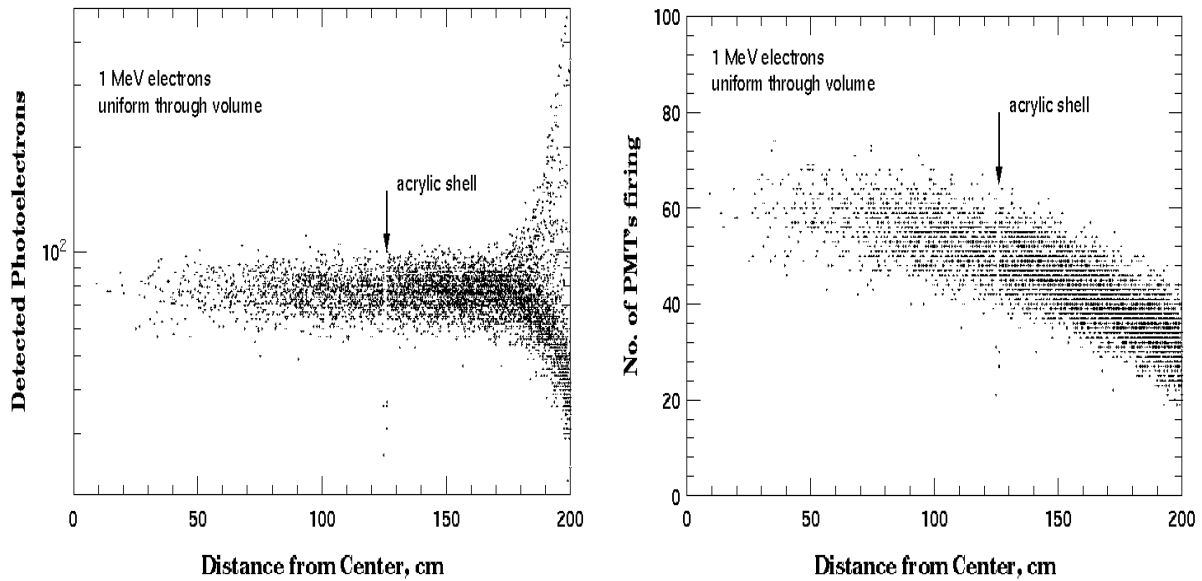 1 MeV electrons
uniform through volume
acrylic shell
Detected Photoelectrons
10²
0 50 100 150 200
Distance from Center, cm
1 MeV electrons
uniform through volume
acrylic shell
No. of PMT's firing
100
80
60
40
20
0
0 50 100 150 200
Distance from Center, cm